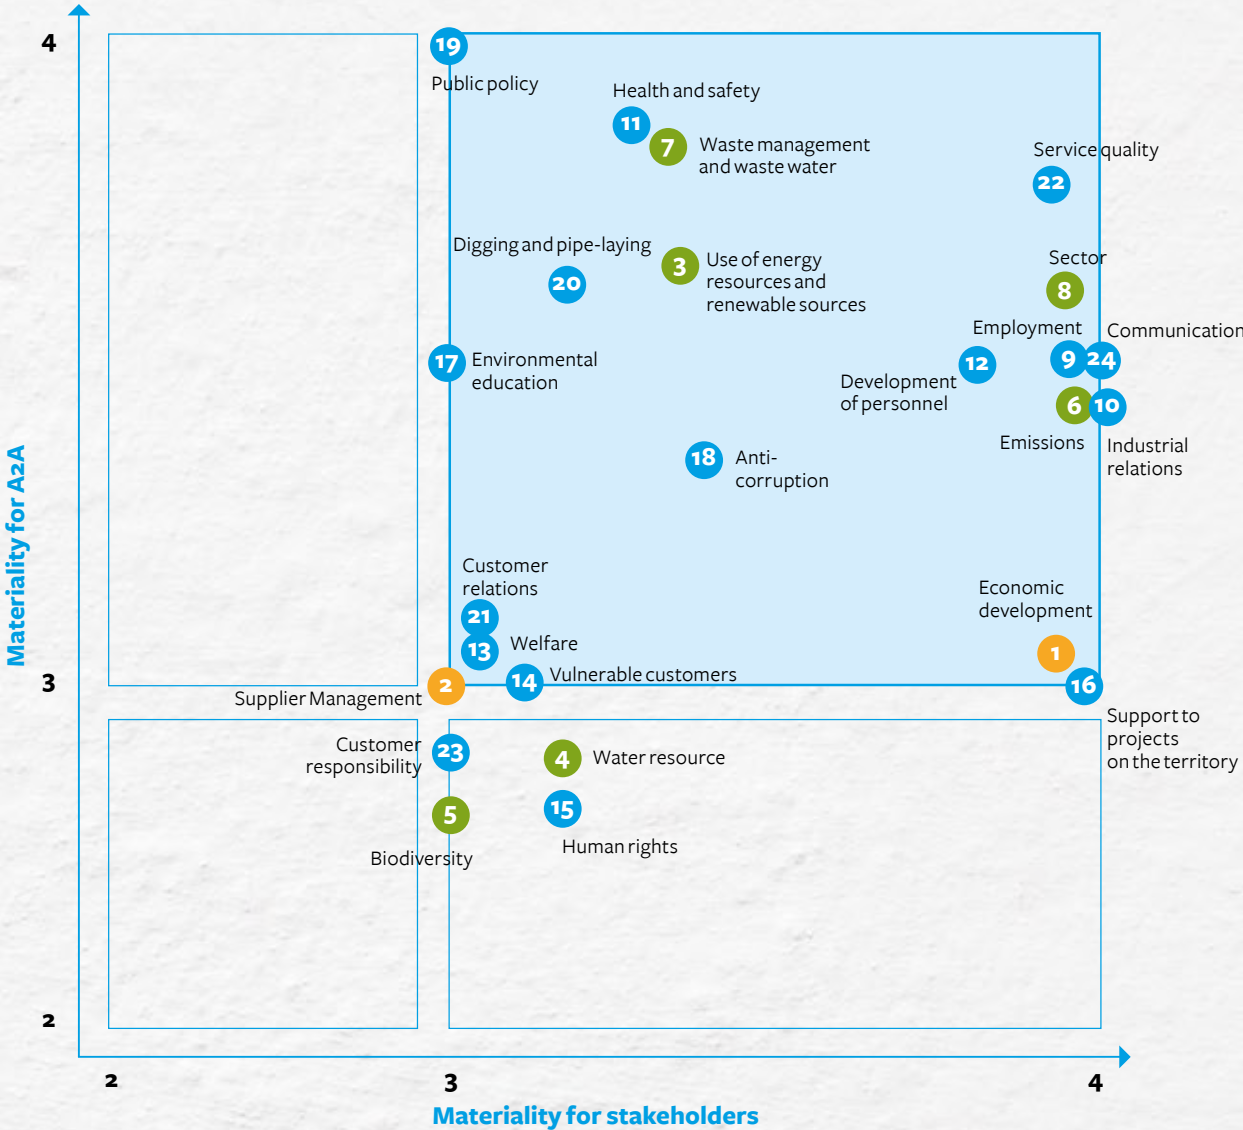 4
19
Public policy
Health and safety
11
7
Waste management
and waste water
Service quality
22
Digging and pipe-laying
20
3
Use of energy
resources and
renewable sources
Sector
8
Employment
9
24
Communication
17
Environmental
education
12
Development
of personnel
6
10
Emissions
Industrial
relations
18
Anti-
corruption
Materiality for A2A
Customer
relations
21
13
Welfare
Economic
development
1
3
2
Supplier Management
14
Vulnerable customers
16
Support to
projects
on the territory
Customer
responsibility
23
4
Water resource
5
Biodiversity
15
Human rights
2
2
3
4
Materiality for stakeholders